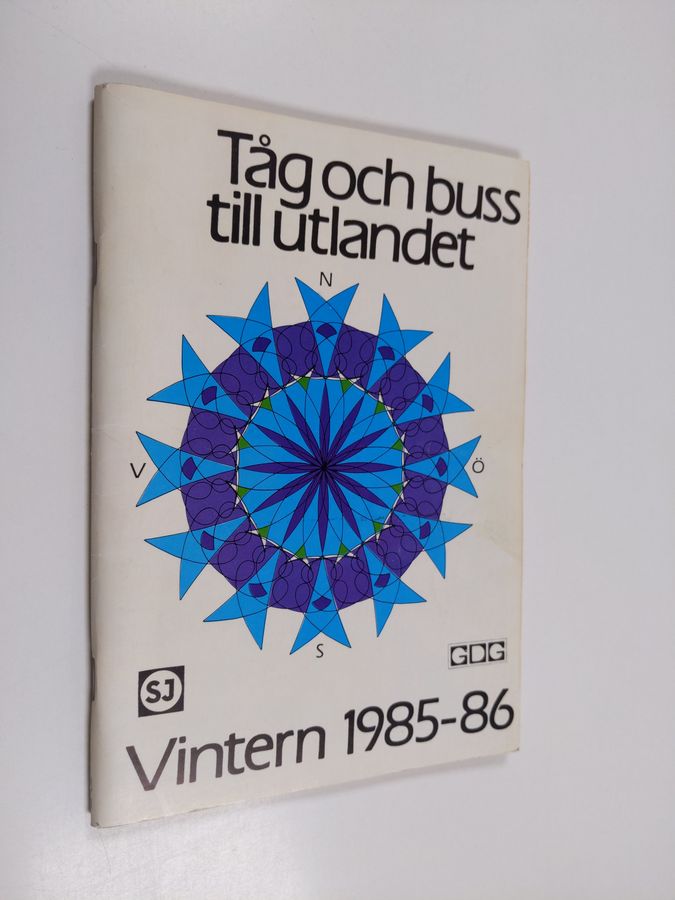 Tåg och buss
till utlandet
N
V
Ö
S
SJ
GDG
Vintern 1985-86